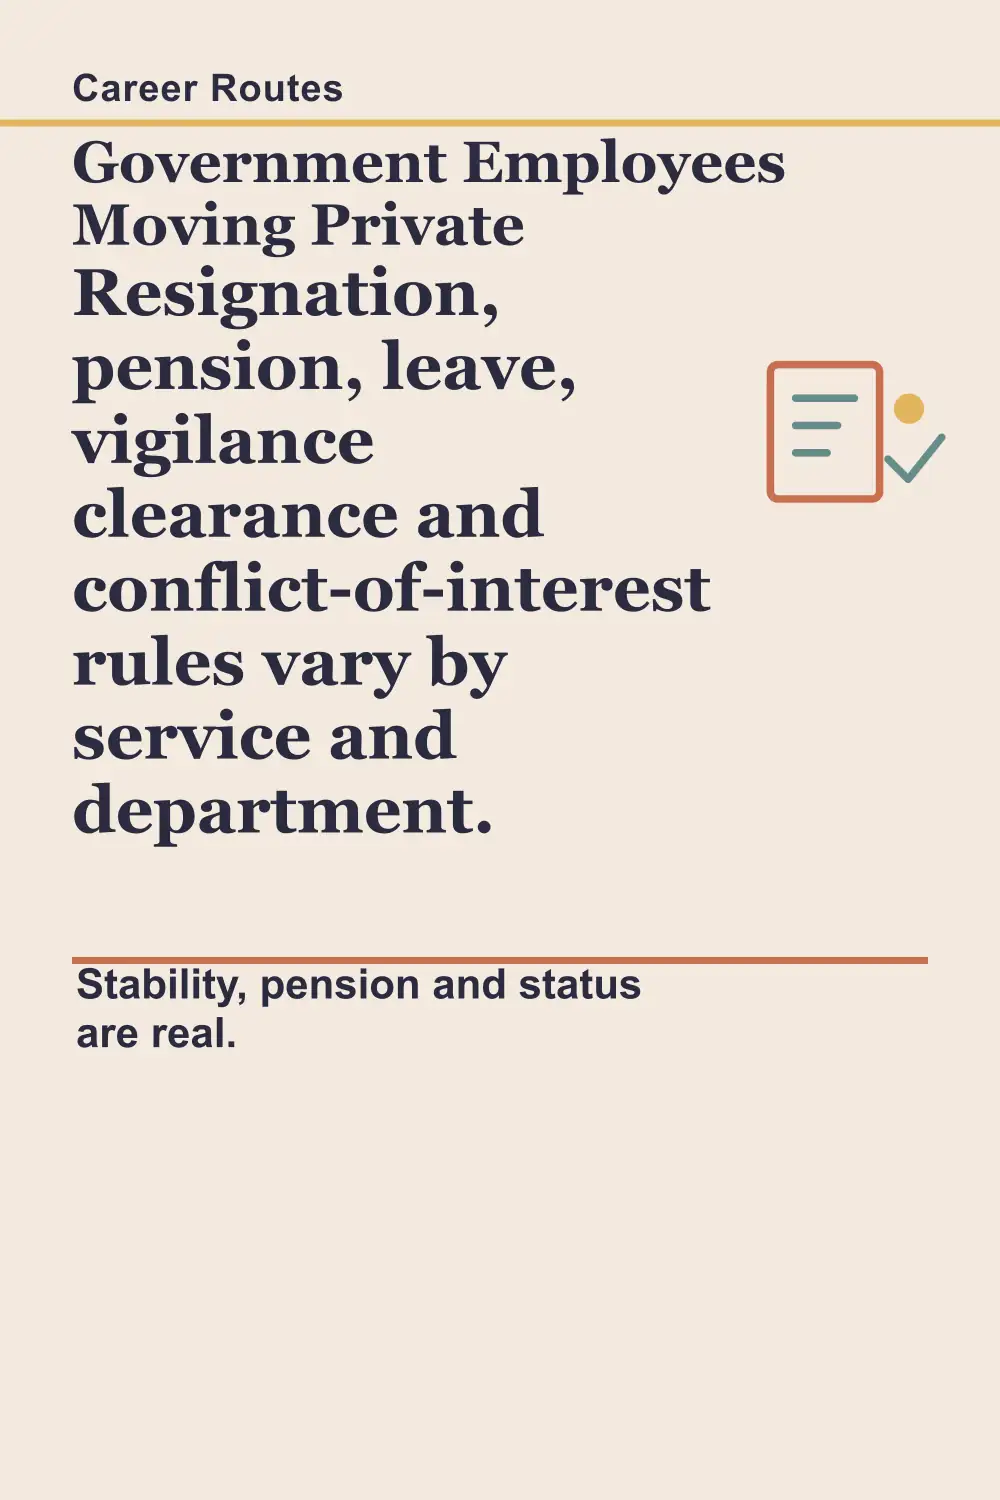 Career Routes
Government Employees
Moving Private
Resignation,
pension, leave,
vigilance
clearance and
conflict-of-interest
rules vary by
service and
department.
Stability, pension and status
are real.